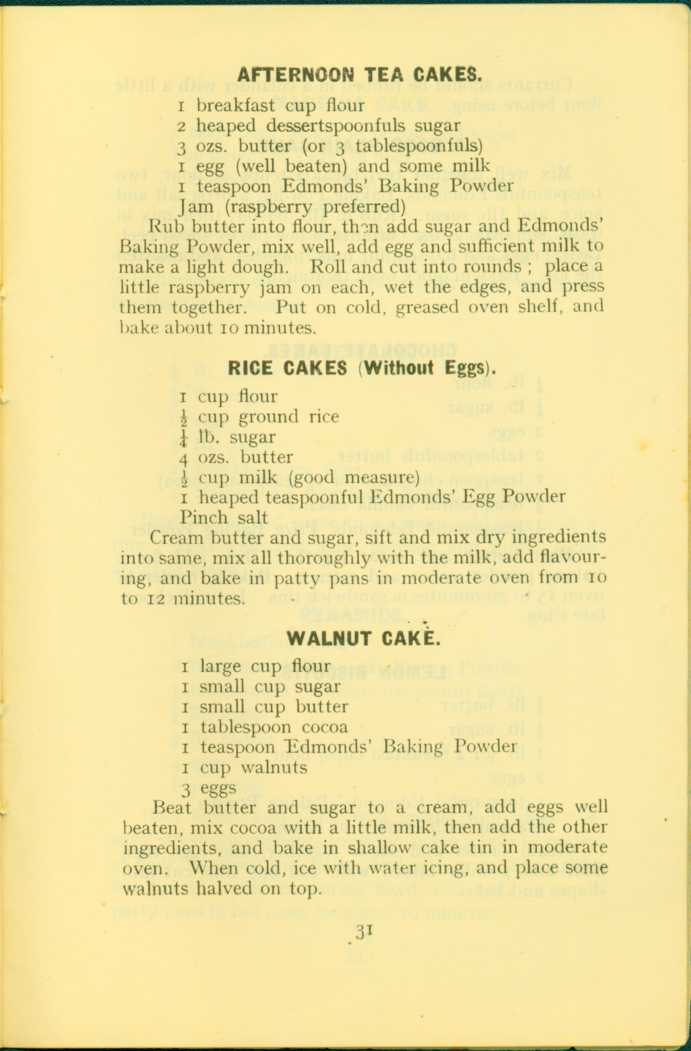 AFTERNOON TEA CAKES.
1 breakfast cup flour
2 heaped dessertspoonfuls sugar
3 ozs. butter (or 3 tablespoonfuls)
1 egg (well beaten) and some milk
1 teaspoon Edmonds' Baking Powder
Jam (raspberry preferred)
Rub butter into flour, then add sugar and Edmonds'
Baking Powder, mix well, add egg and sufficient milk to
make a light dough. Roll and cut into rounds ; place a
little raspberry jam on each, wet the edges, and press
them together. Put on cold, greased oven shelf, and
bake about 10 minutes.
RICE CAKES (Without Eggs).
1 cup flour
½ cup ground rice
¼ lb. sugar
4 ozs. butter
½ cup milk (good measure)
1 heaped teaspoonful Edmonds' Egg Powder
Pinch salt
Cream butter and sugar, sift and mix dry ingredients
into same, mix all thoroughly with the milk, add flavour-
ing, and bake in patty pans in moderate oven from 10
to 12 minutes.
WALNUT CAKE.
1 large cup flour
1 small cup sugar
1 small cup butter
1 tablespoon cocoa
1 teaspoon Edmonds' Baking Powder
1 cup walnuts
3 eggs
Beat butter and sugar to a cream, add eggs well
beaten, mix cocoa with a little milk, then add the other
ingredients, and bake in shallow cake tin in moderate
oven. When cold, ice with water icing, and place some
walnuts halved on top.
31